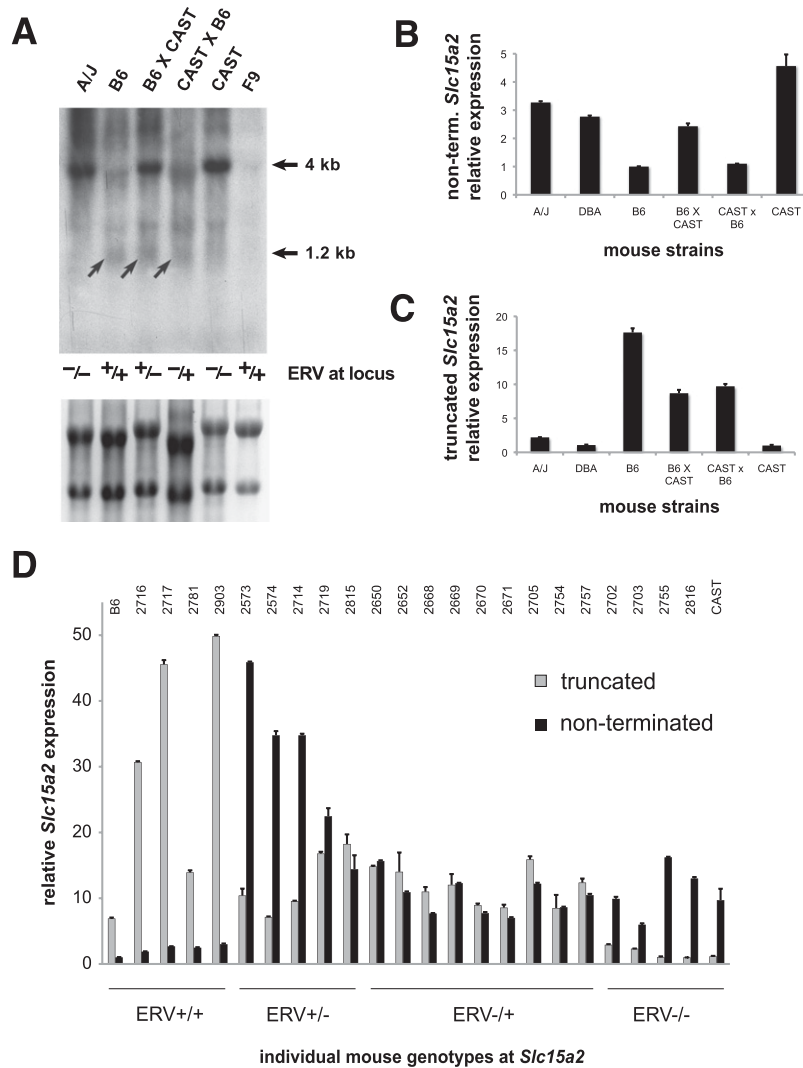 A
A/J
B6
B6 X CAST
CAST X B6
CAST
F9
4 kb
1.2 kb
–/– +/+ +/– –/+ –/– +/+ ERV at locus
B
non-term. Slc15a2
relative expression
5
4
3
2
1
0
A/J DBA B6 B6 X CAST x CAST
CAST B6
mouse strains
C
truncated Slc15a2
relative expression
20
15
10
5
0
A/J DBA B6 B6 X CAST x CAST
CAST B6
mouse strains
D
B6 2716 2717 2781 2903 2573 2574 2714 2719 2815 2650 2652 2668 2669 2670 2671 2705 2754 2757 2702 2703 2755 2816 CAST
relative Slc15a2 expression
50
40
30
20
10
0
truncated
non-terminated
ERV+/+ ERV+/- ERV-/+ ERV-/-
individual mouse genotypes at Slc15a2